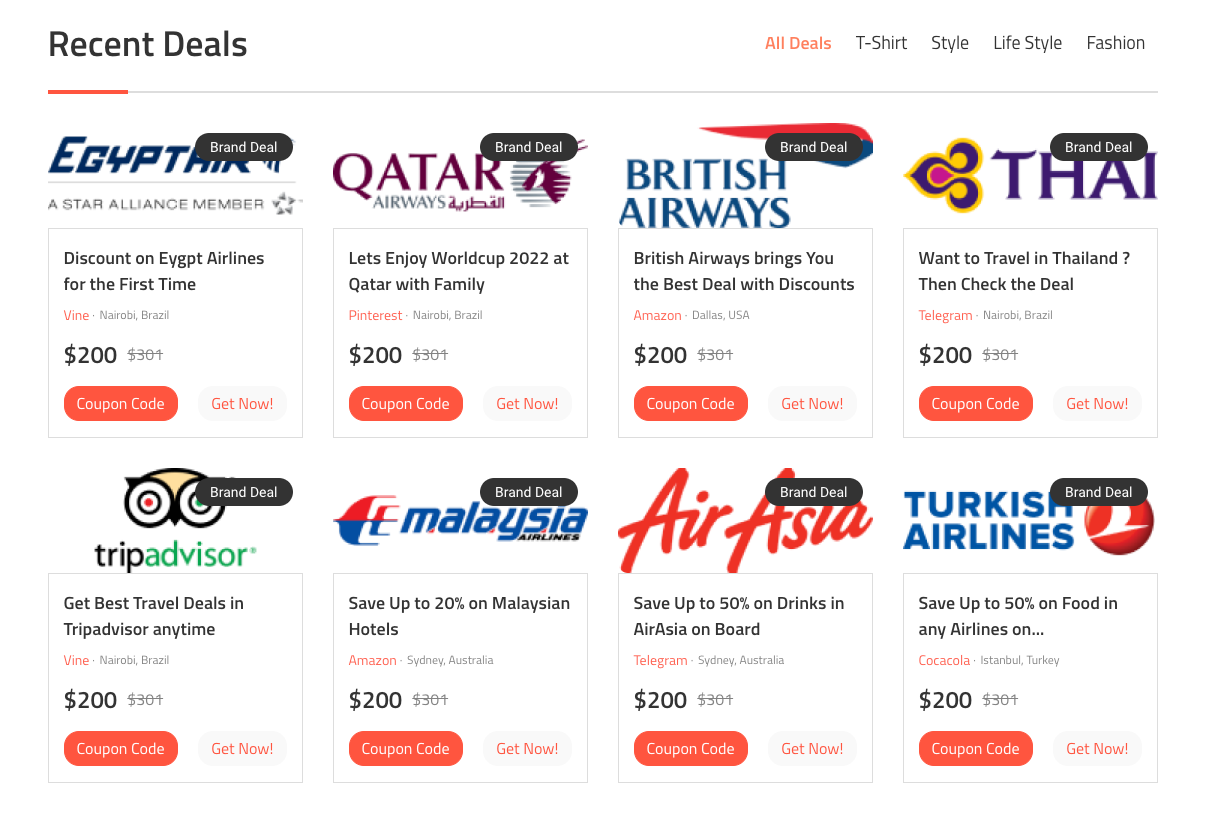 Recent Deals
All Deals T-Shirt Style Life Style Fashion
EGYPTAIR Brand Deal
A STAR ALLIANCE MEMBER
QATAR Brand Deal
AIRWAYS القطرية
Brand Deal
BRITISH
AIRWAYS
THAI Brand Deal
Discount on Eygpt Airlines
for the First Time
Vine · Nairobi, Brazil
$200 $301
Coupon Code Get Now!
Lets Enjoy Worldcup 2022 at
Qatar with Family
Pinterest · Nairobi, Brazil
$200 $301
Coupon Code Get Now!
British Airways brings You
the Best Deal with Discounts
Amazon · Dallas, USA
$200 $301
Coupon Code Get Now!
Want to Travel in Thailand ?
Then Check the Deal
Telegram · Nairobi, Brazil
$200 $301
Coupon Code Get Now!
Brand Deal
tripadvisor®
Brand Deal
malaysia
AIRLINES
Brand Deal
AirAsia
Brand Deal
TURKISH
AIRLINES
Get Best Travel Deals in
Tripadvisor anytime
Vine · Nairobi, Brazil
$200 $301
Coupon Code Get Now!
Save Up to 20% on Malaysian
Hotels
Amazon · Sydney, Australia
$200 $301
Coupon Code Get Now!
Save Up to 50% on Drinks in
AirAsia on Board
Telegram · Sydney, Australia
$200 $301
Coupon Code Get Now!
Save Up to 50% on Food in
any Airlines on...
Cocacola · Istanbul, Turkey
$200 $301
Coupon Code Get Now!